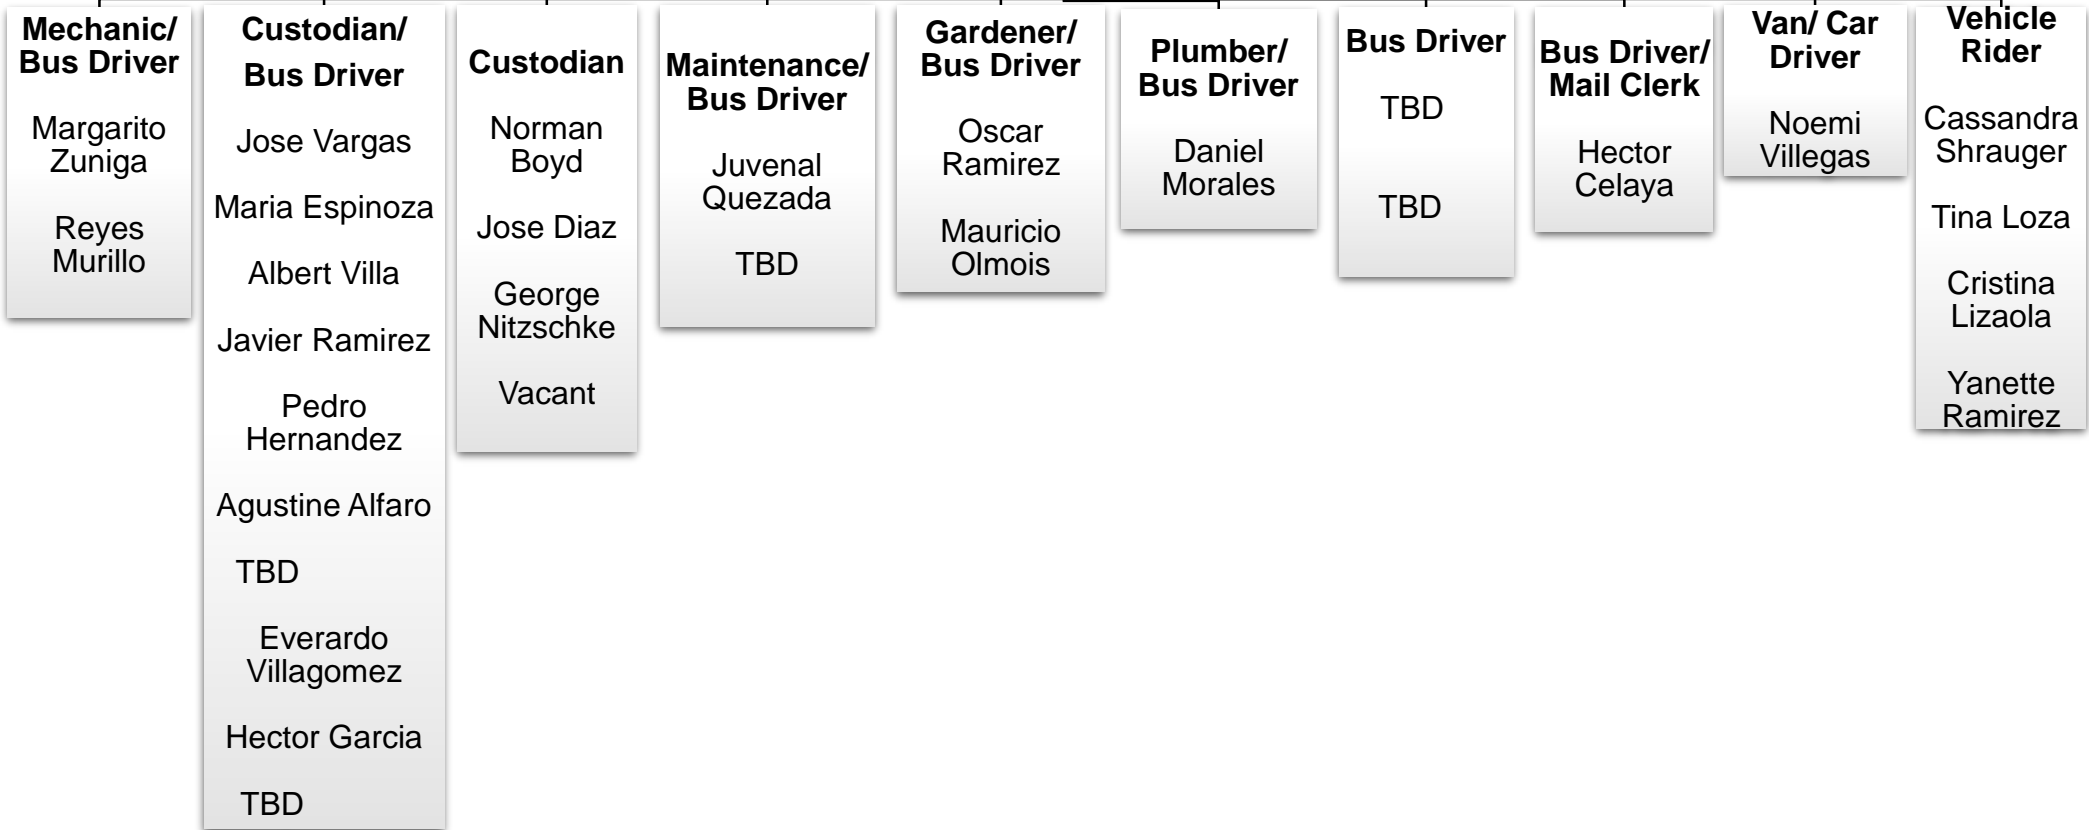 Mechanic/
Bus Driver
Margarito
Zuniga
Reyes
Murillo
Custodian/
Bus Driver
Jose Vargas
Maria Espinoza
Albert Villa
Javier Ramirez
Pedro
Hernandez
Agustine Alfaro
TBD
Everardo
Villagomez
Hector Garcia
TBD
Custodian
Norman
Boyd
Jose Diaz
George
Nitzschke
Vacant
Maintenance/
Bus Driver
Juvenal
Quezada
TBD
Gardener/
Bus Driver
Oscar
Ramirez
Mauricio
Olmois
Plumber/
Bus Driver
Daniel
Morales
Bus Driver
TBD
TBD
Bus Driver/
Mail Clerk
Hector
Celaya
Van/ Car
Driver
Noemi
Villegas
Vehicle
Rider
Cassandra
Shrauger
Tina Loza
Cristina
Lizaola
Yanette
Ramirez